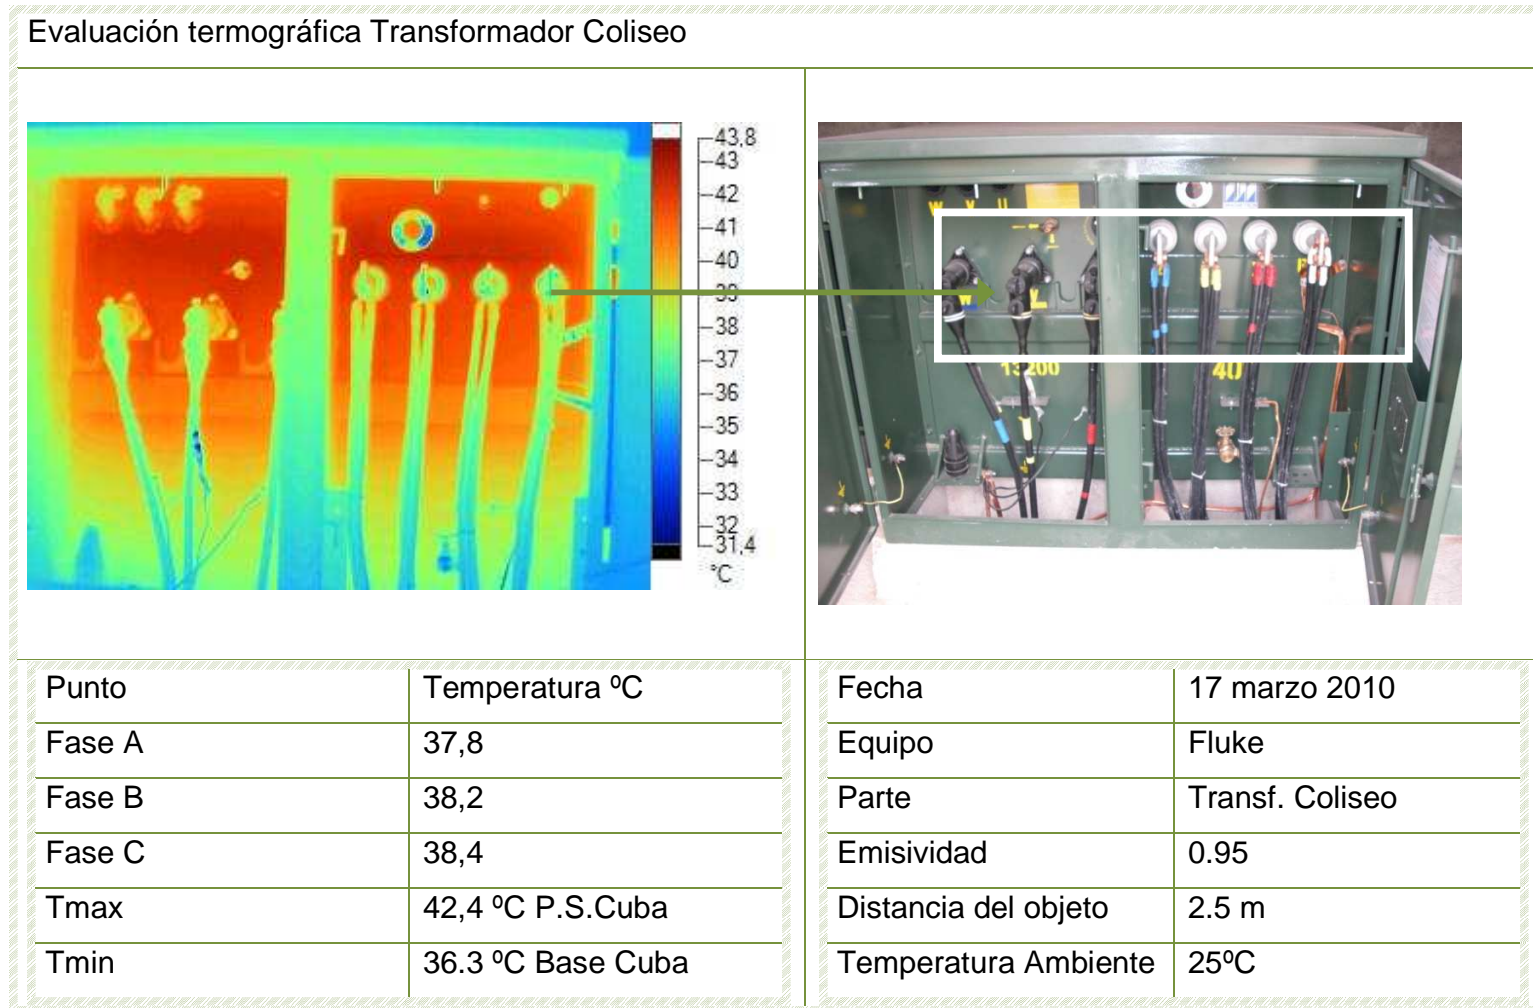 Evaluación termográfica Transformador Coliseo
43,8
43
42
41
40
39
38
37
36
35
34
33
32
31,4
°C
W V U
W
V
13200
Punto Temperatura ºC
Fase A 37,8
Fase B 38,2
Fase C 38,4
Tmax 42,4 ºC P.S.Cuba
Tmin 36.3 ºC Base Cuba
Fecha 17 marzo 2010
Equipo Fluke
Parte Transf. Coliseo
Emisividad 0.95
Distancia del objeto 2.5 m
Temperatura Ambiente 25ºC